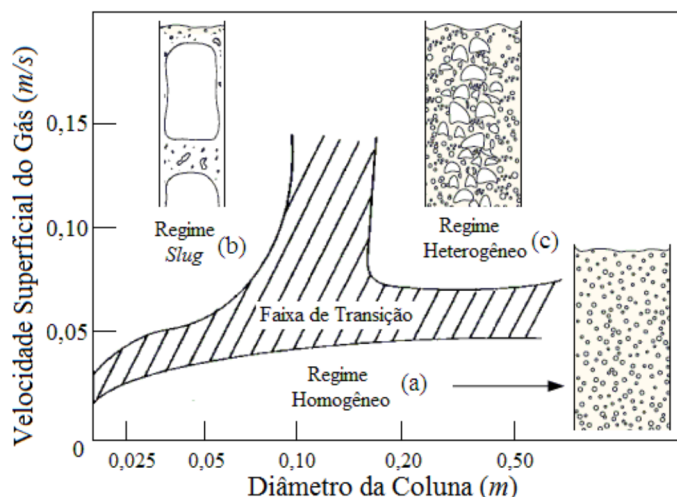 Velocidade Superficial do Gás (m/s)
0,15
0,10
0,05
0
Regime
Slug
(b)
Regime
Heterogêneo
(c)
Faixa de Transição
Regime
Homogêneo
(a)
0,025
0,05
0,10
0,20
0,50
Diâmetro da Coluna (m)